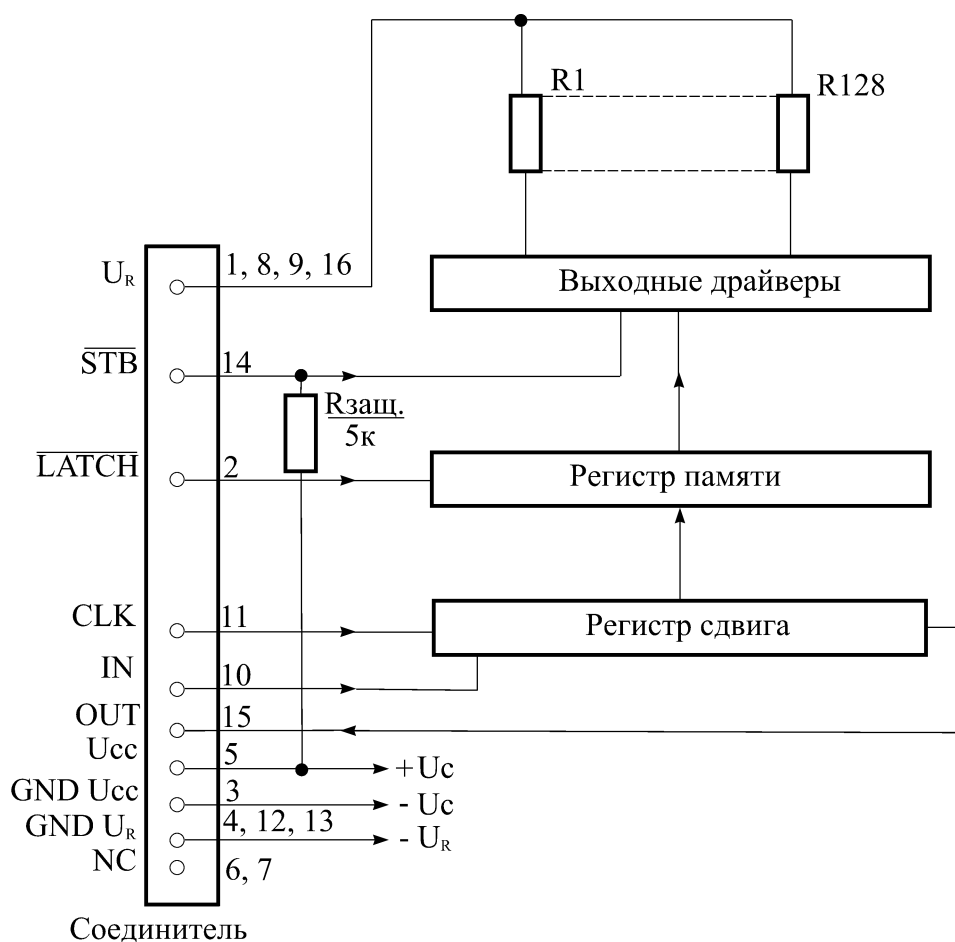 R1
R128
U_R
1, 8, 9, 16
Выходные драйверы
STB
14
Rзащ.
5к
LATCH
2
Регистр памяти
CLK
11
Регистр сдвига
IN
10
OUT
15
Ucc
5
+ Uc
GND Ucc
3
- Uc
GND U_R
4, 12, 13
- U_R
NC
6, 7
Соединитель